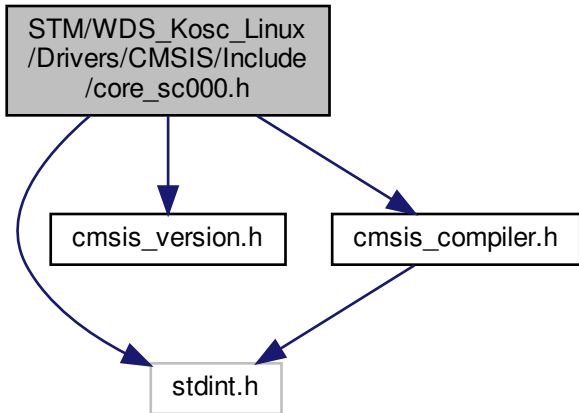 STM/WDS_Kosc_Linux
/Drivers/CMSIS/Include
/core_sc000.h
cmsis_version.h
cmsis_compiler.h
stdint.h